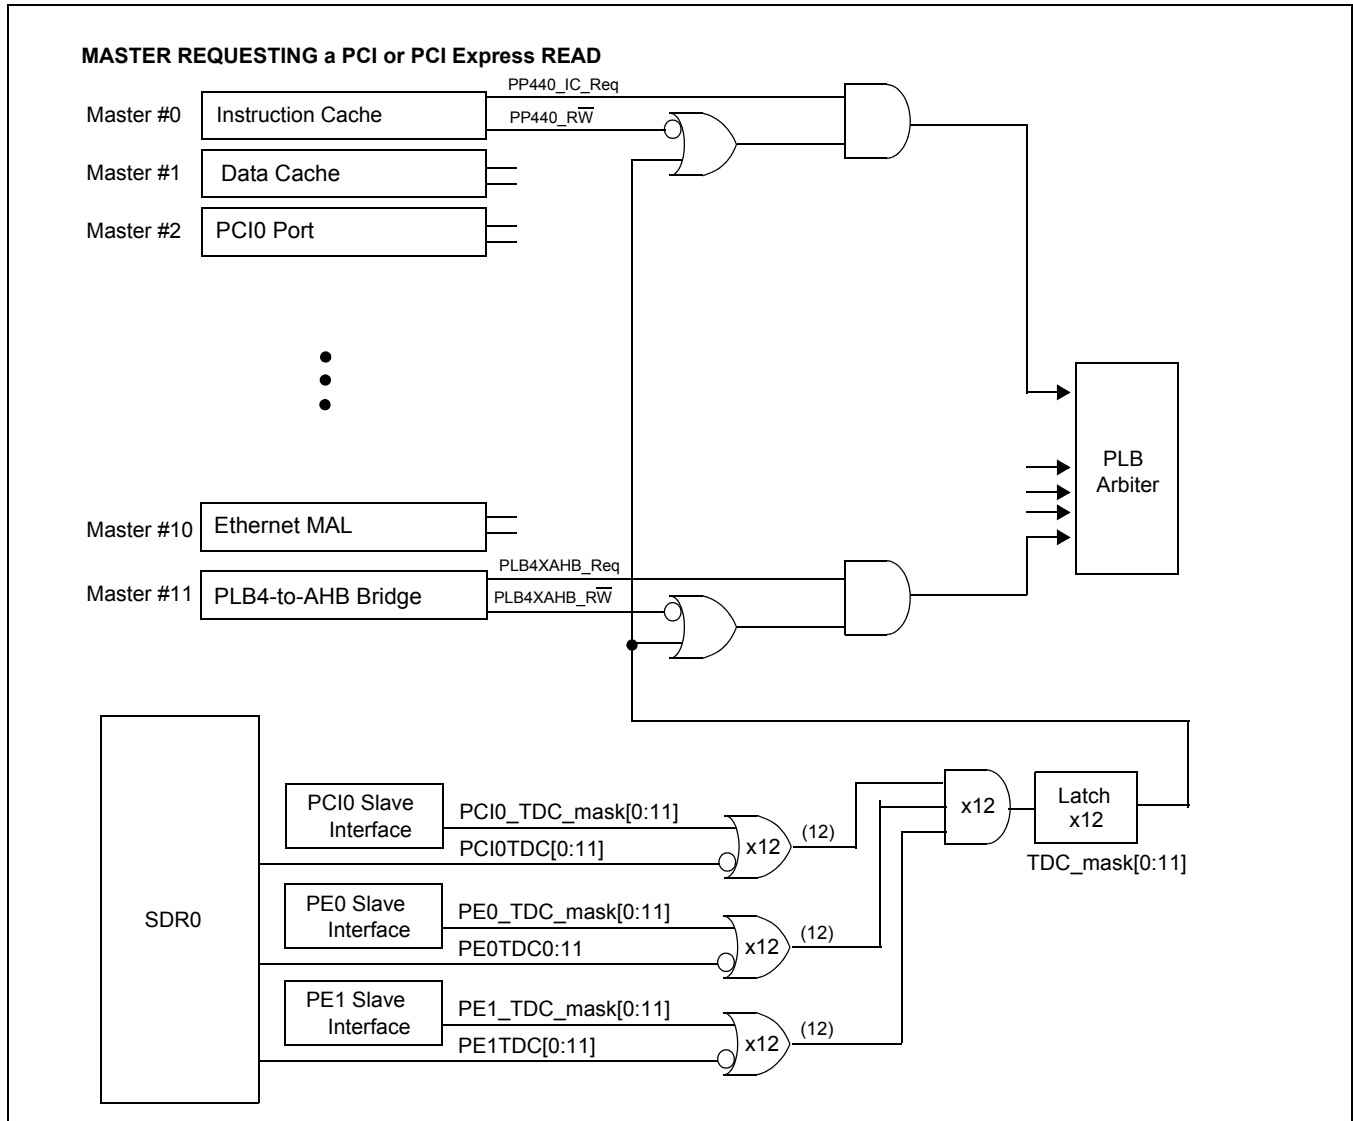 MASTER REQUESTING a PCI or PCI Express READ
PP440_IC_Req
Master #0
Instruction Cache
PP440_RW̅
Master #1
Data Cache
Master #2
PCI0 Port
PLB
Arbiter
Master #10
Ethernet MAL
PLB4XAHB_Req
Master #11
PLB4-to-AHB Bridge
PLB4XAHB_RW̅
SDR0
PCI0 Slave
Interface
PCI0_TDC_mask[0:11]
PCI0TDC[0:11]
x12
(12)
x12
Latch
x12
TDC_mask[0:11]
PE0 Slave
Interface
PE0_TDC_mask[0:11]
PE0TDC0:11
x12
(12)
PE1 Slave
Interface
PE1_TDC_mask[0:11]
PE1TDC[0:11]
x12
(12)